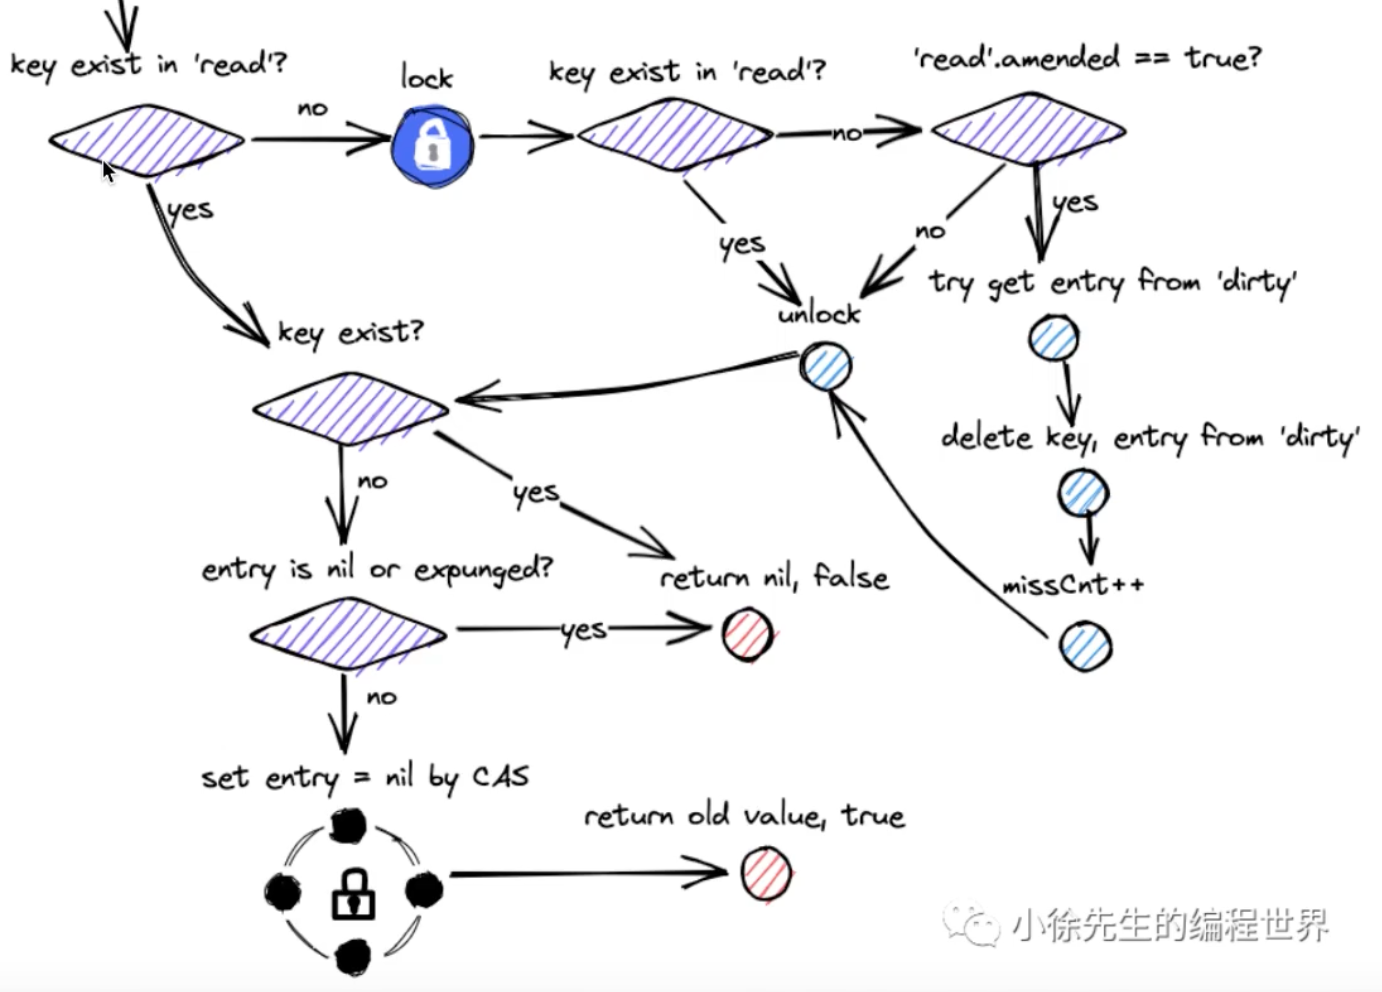 key exist in 'read'?
lock
key exist in 'read'?
'read'.amended == true?
no
no
yes
yes
no
yes
try get entry from 'dirty'
unlock
key exist?
delete key, entry from 'dirty'
no
yes
entry is nil or expunged?
return nil, false
missCnt++
yes
no
set entry = nil by CAS
return old value, true
小徐先生的编程世界